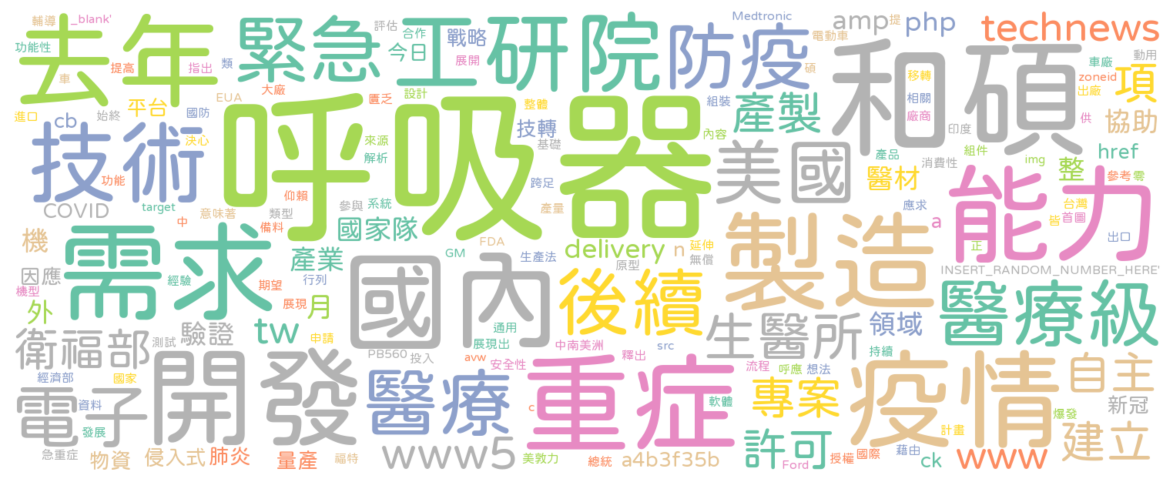 輔導 _blank' 去年 緊急 工研院 合作 評估 戰略 今日 展開 防疫 Medtronic amp 提 php technews
功能性 提高 指出 類 大廠 電動車 和碩 碩 移轉 車廠 動用 zoneid
車 EUA 匱乏 設計 整體 組裝 產製 相關 出廠 項
進口 始終 平台 國防 呼吸器 技轉 基礎 內容 廠商 印度 供 協助
cb 技術 決心 來源 解析 美國 產品 消費性 組件 img 整 href
功能 仰賴 跨足 醫材 能力 參考 零
COVID target 中 意味著 類型 備料 參與 系統 產量 應求 a 台灣 首圖 皆
機 需求 國家隊 FDA delivery n 延伸 無償 製造 正 出口
因應 經驗 產業 期望 行列 GM 生產法 原型 INSERT_RANDOM_NUMBER_HERE'
機型 外 展現 月 國內 後續 醫療級
衛福部 驗證 tw 申請 通用 生醫所 領域
測試 PB560 投入 展現出 中南美洲 src 持續
經濟部 國家 開發 avw 安全性 釋出 流程 呼應 想法 自主
電子 資料 醫療 c 重症 軟體 專案 疫情 新冠
發展 爆發 計畫 建立
急重症 物資 侵入式 肺炎 量產 福特 www5 美敦力 總統 a4b3f35b 許可 Ford 授權 國際 藉由 ck www